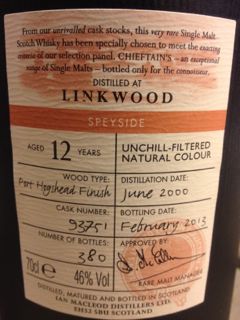 From our unrivalled cask stocks, this very rare Single Malt
Scotch Whisky has been specially chosen to meet the exacting
criteria of our selection panel. CHIEFTAIN'S – an exceptional
range of Single Malts – bottled only for the connoisseur.
DISTILLED AT
LINKWOOD
SPEYSIDE
AGED 12 YEARS
UNCHILL-FILTERED
NATURAL COLOUR
WOOD TYPE:
Port Hogshead Finish
DISTILLATION DATE:
June 2000
CASK NUMBER:
93751
BOTTLING DATE:
February 2013
NUMBER OF BOTTLES:
380
APPROVED BY:
70cl e 46% Vol
RARE MALT MANAGER
DISTILLED, MATURED AND BOTTLED IN SCOTLAND
IAN MACLEOD DISTILLERS LTD.
EH52 5BU SCOTLAND